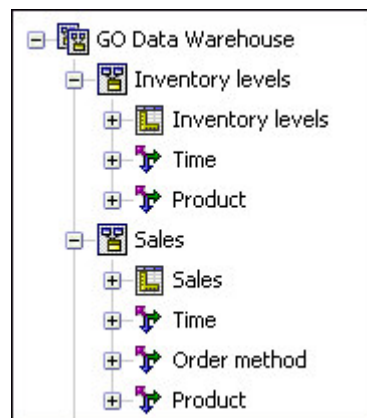 GO Data Warehouse
Inventory levels
Inventory levels
Time
Product
Sales
Sales
Time
Order method
Product